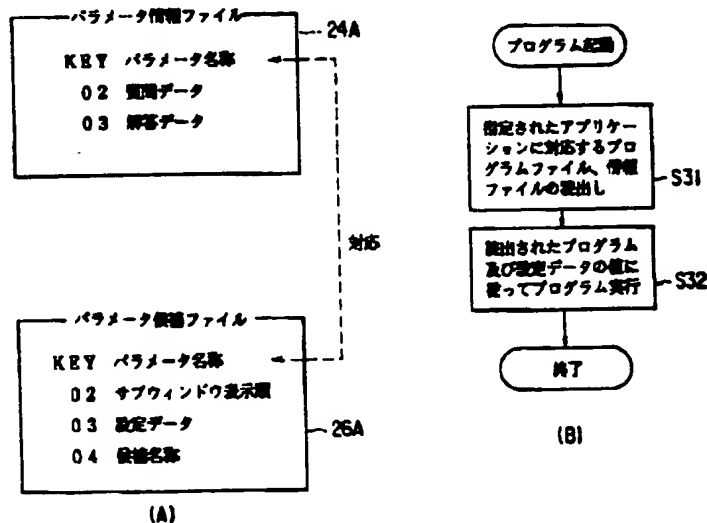 パラメータ情報ファイル
24A
KEY パラメータ名称
02 質問データ
03 解答データ
対応
パラメータ候補ファイル
KEY パラメータ名称
02 サブウィンドウ表示順
03 設定データ
04 候補名称
26A
(A)
プログラム起動
指定されたアプリケー
ションに対応するプロ
グラムファイル、情報
ファイルの読出し
S31
読出されたプログラム
及び設定データの値に
従ってプログラム実行
S32
終了
(B)